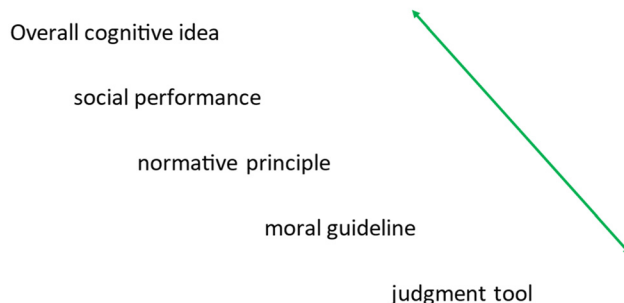 Overall cognitive idea
social performance
normative principle
moral guideline
judgment tool